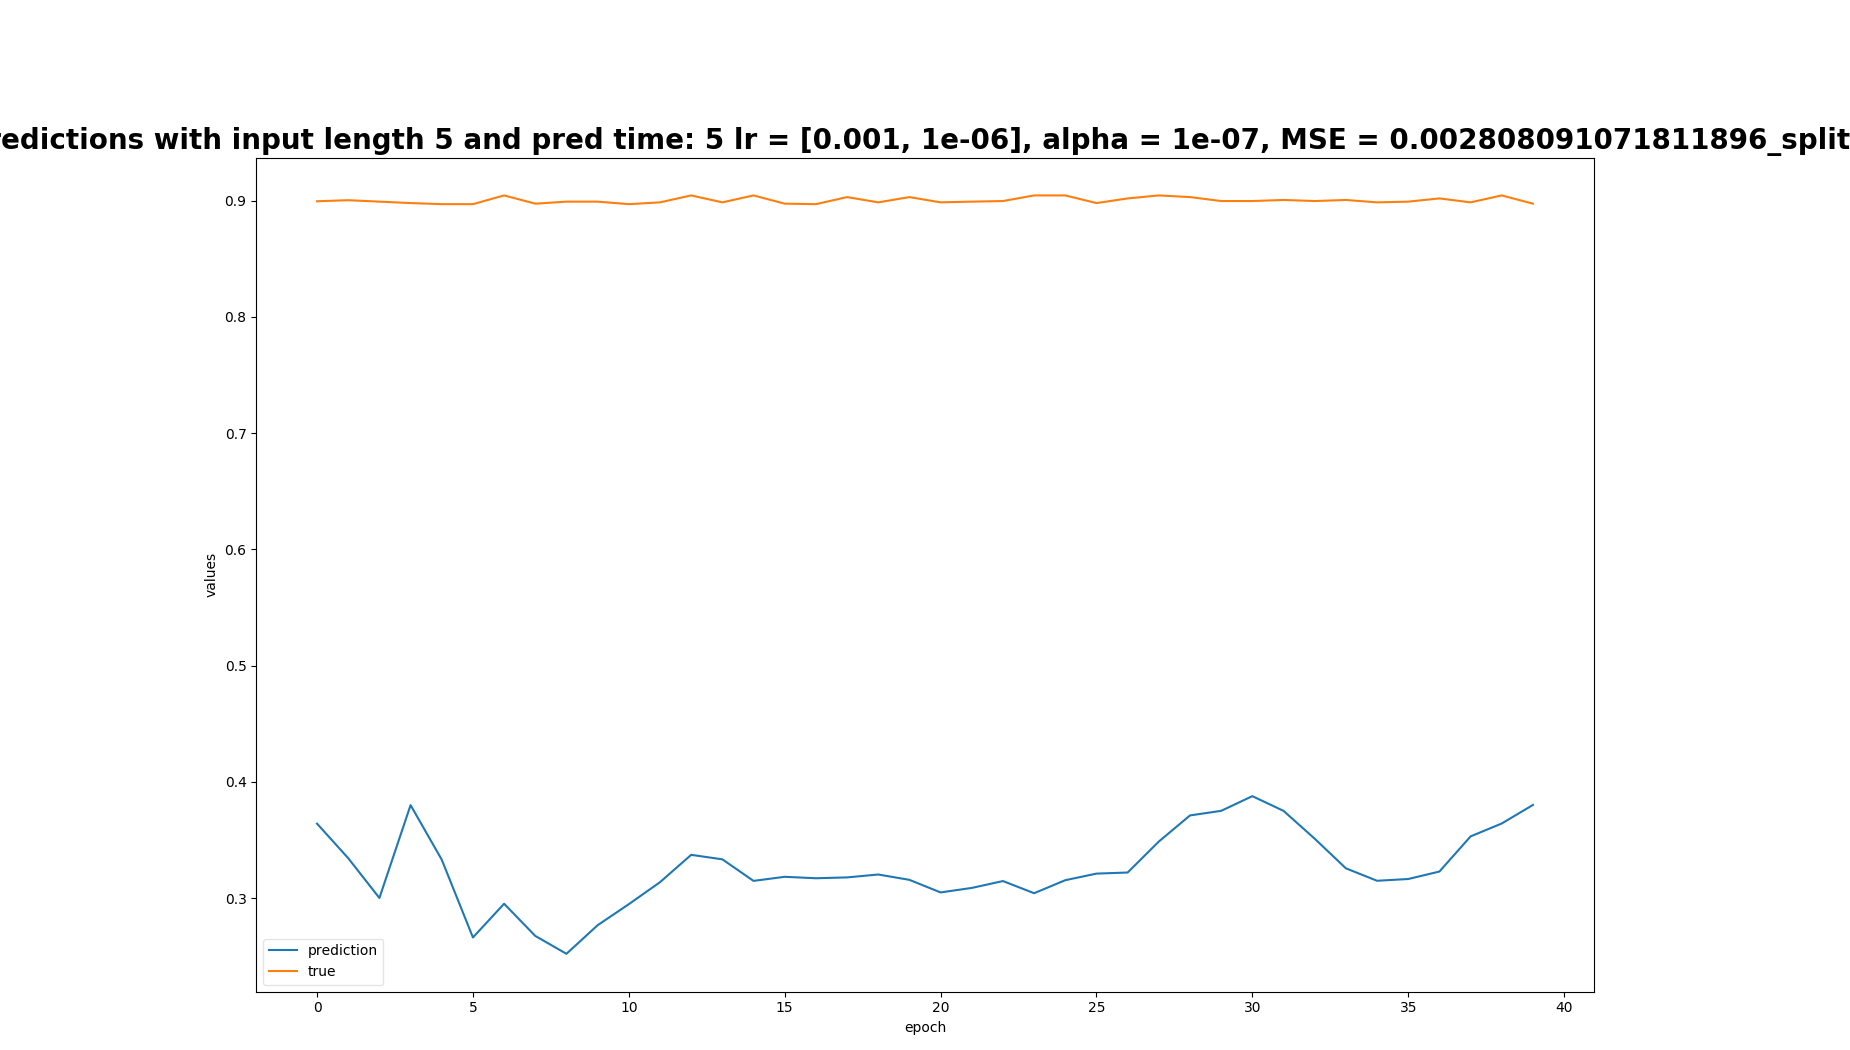 redictions with input length 5 and pred time: 5 lr = [0.001, 1e-06], alpha = 1e-07, MSE = 0.002808091071811896_split
0.9
0.8
0.7
0.6
0.5
0.4
0.3
values
prediction
true
0 5 10 15 20 25 30 35 40
epoch